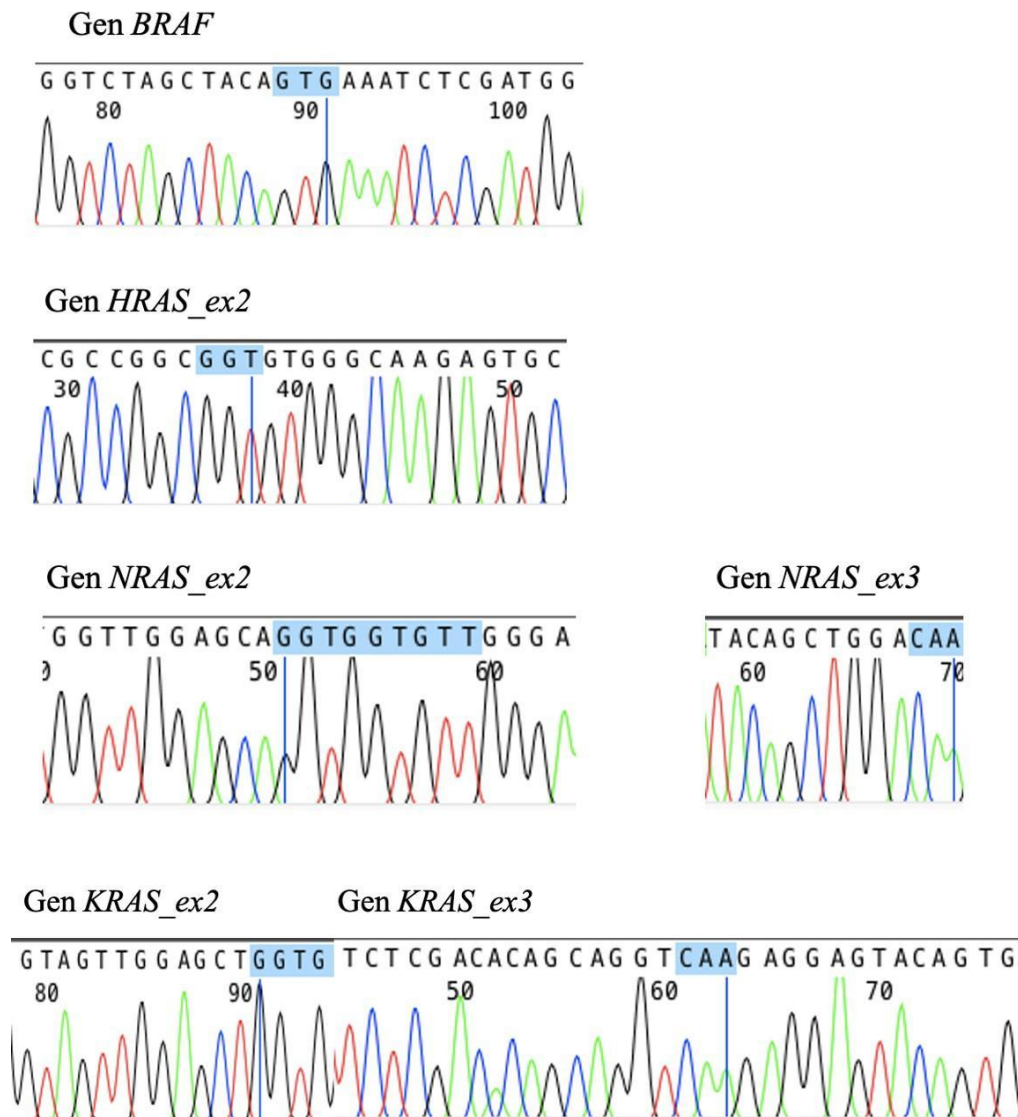 Gen BRAF
G G T C T A G C T A C A G T G A A A T C T C G A T G G
80 90 100
Gen HRAS_ex2
C G C C G G C G G T G T G G G C A A G A G T G C
30 40 50
Gen NRAS_ex2 Gen NRAS_ex3
G G T T G G A G C A G G T G G T G T T G G G A
50 60
T A C A G C T G G A C A A
60 70
Gen KRAS_ex2 Gen KRAS_ex3
G T A G T T G G A G C T G G T G T C T C G A C A C A G C A G G T C A A G A G G A G T A C A G T G
80 90 50 60 70